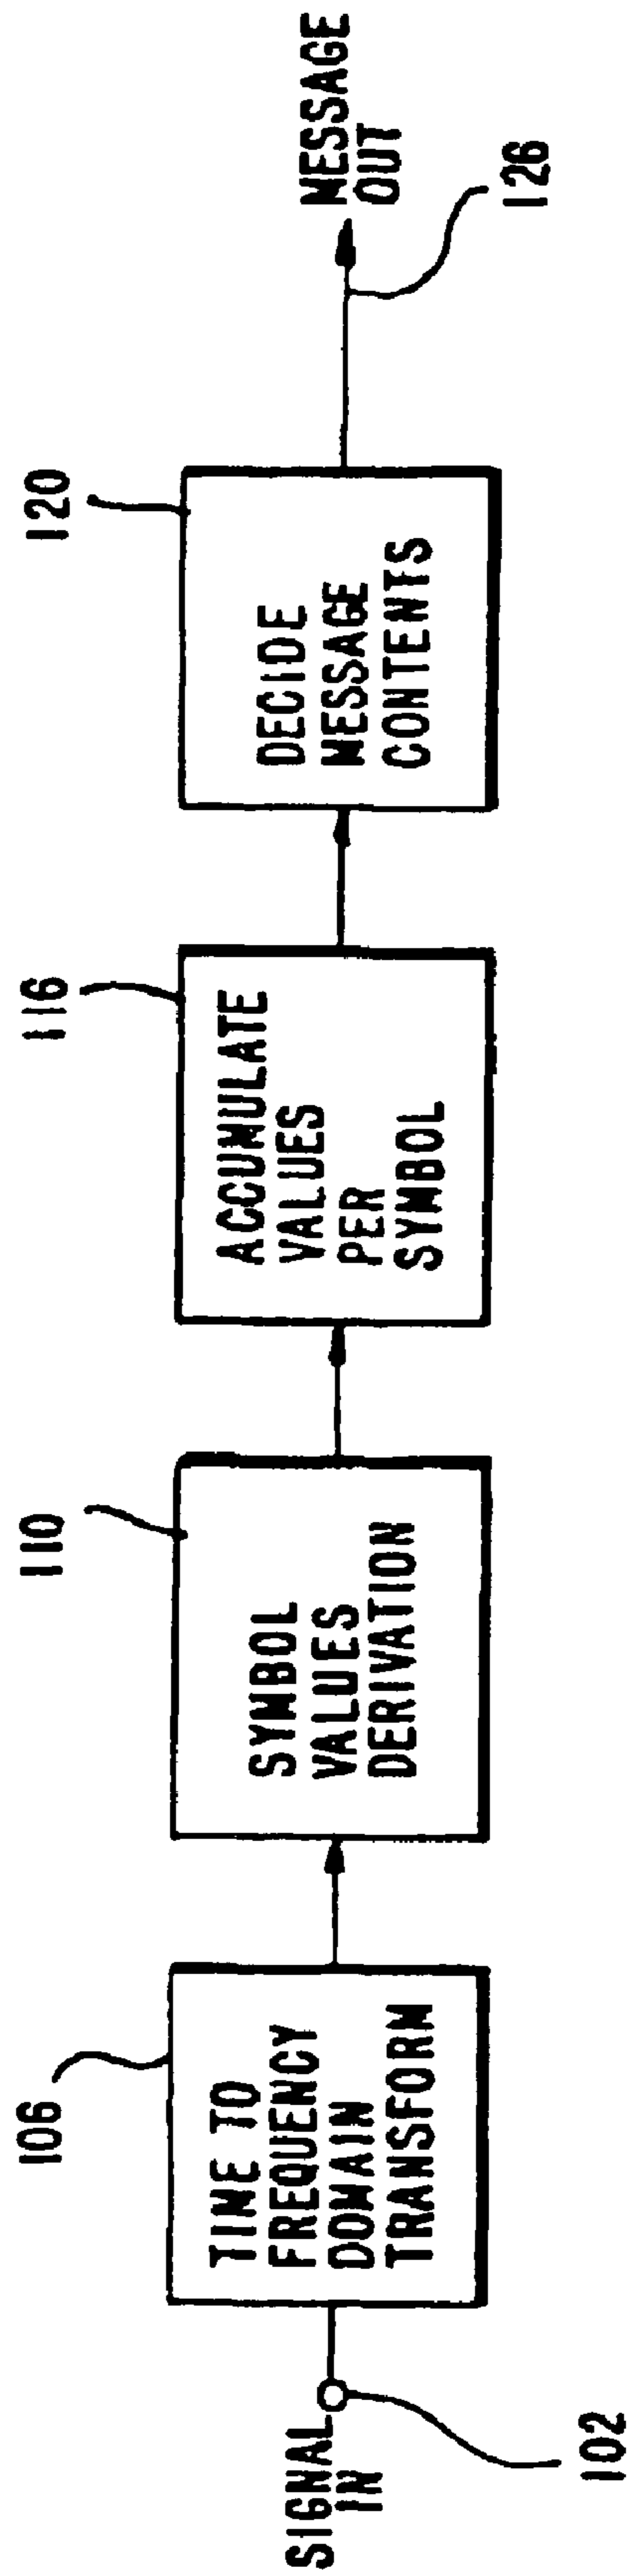 SIGNAL
IN
102
106
TIME TO
FREQUENCY
DOMAIN
TRANSFORM
110
SYMBOL
VALUES
DERIVATION
116
ACCUMULATE
VALUES
PER
SYMBOL
120
DECIDE
MESSAGE
CONTENTS
MESSAGE
OUT
126